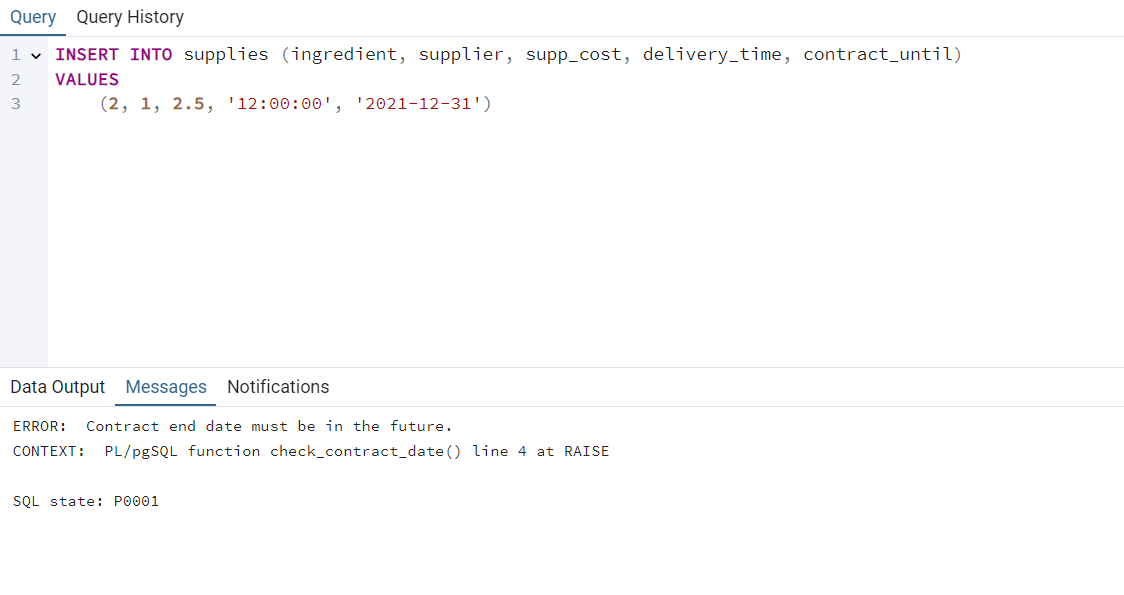 Query Query History
1 INSERT INTO supplies (ingredient, supplier, supp_cost, delivery_time, contract_until)
2 VALUES
3 (2, 1, 2.5, '12:00:00', '2021-12-31')
Data Output Messages Notifications
ERROR:  Contract end date must be in the future.
CONTEXT:  PL/pgSQL function check_contract_date() line 4 at RAISE
SQL state: P0001